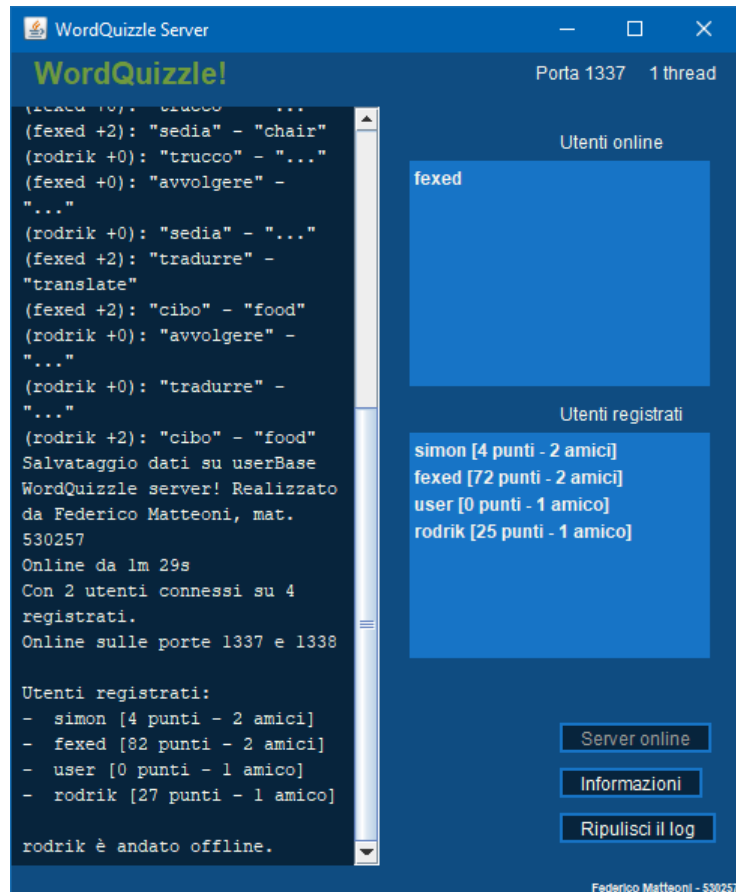 WordQuizzle Server
WordQuizzle!
Porta 1337 1 thread
(fexed +0): "trucco" - "..."
(fexed +2): "sedia" - "chair"
(rodrik +0): "trucco" - "..."
(fexed +0): "avvolgere" -
"..."
(rodrik +0): "sedia" - "..."
(fexed +2): "tradurre" -
"translate"
(fexed +2): "cibo" - "food"
(rodrik +0): "avvolgere" -
"..."
(rodrik +0): "tradurre" -
"..."
(rodrik +2): "cibo" - "food"
Salvataggio dati su userBase
WordQuizzle server! Realizzato
da Federico Matteoni, mat.
530257
Online da 1m 29s
Con 2 utenti connessi su 4
registrati.
Online sulle porte 1337 e 1338
Utenti registrati:
- simon [4 punti - 2 amici]
- fexed [82 punti - 2 amici]
- user [0 punti - 1 amico]
- rodrik [27 punti - 1 amico]
rodrik è andato offline.
Utenti online
fexed
Utenti registrati
simon [4 punti - 2 amici]
fexed [72 punti - 2 amici]
user [0 punti - 1 amico]
rodrik [25 punti - 1 amico]
Server online
Informazioni
Ripulisci il log
Federico Matteoni - 530257